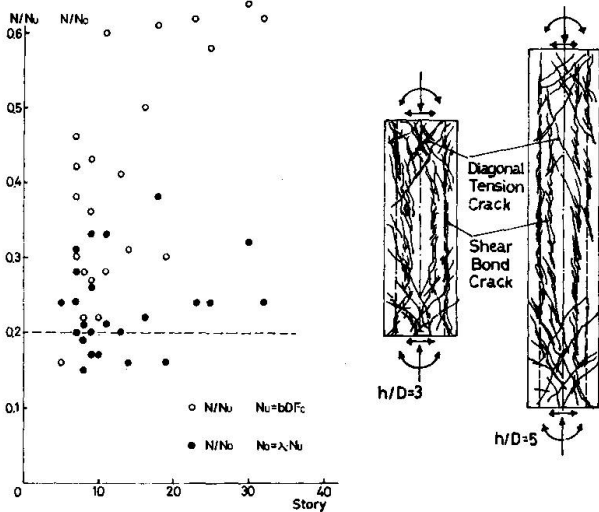 N/Nu N/No
0.6
0.5
0.4
0.3
0.2
0.1
0
0 10 20 30 40
Story
○ N/Nu Nu=bDFc
● N/No No=λ·Nu
Diagonal
Tension
Crack
Shear
Bond
Crack
h/D=3
h/D=5